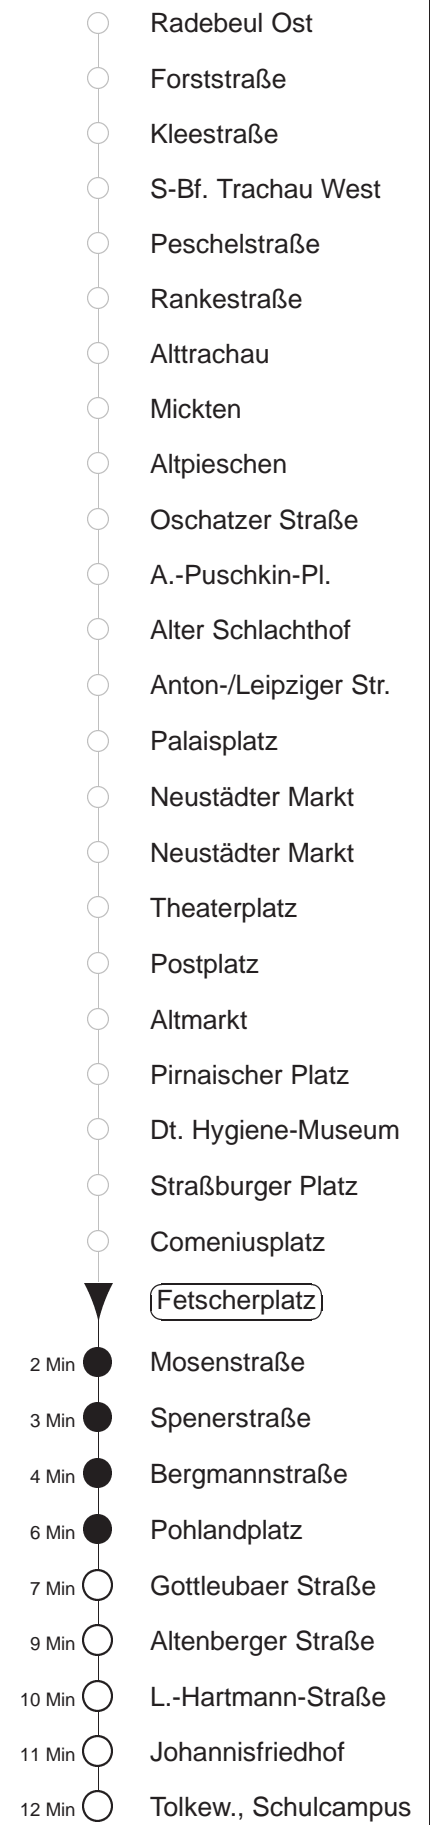 Radebeul Ost
Forststraße
Kleestraße
S-Bf. Trachau West
Peschelstraße
Rankestraße
Alttrachau
Mickten
Altpieschen
Oschatzer Straße
A.-Puschkin-Pl.
Alter Schlachthof
Anton-/Leipziger Str.
Palaisplatz
Neustädter Markt
Neustädter Markt
Theaterplatz
Postplatz
Altmarkt
Pirnaischer Platz
Dt. Hygiene-Museum
Straßburger Platz
Comeniusplatz
Fetscherplatz
2 Min Mosenstraße
3 Min Spenerstraße
4 Min Bergmannstraße
6 Min Pohlandplatz
7 Min Gottleubaer Straße
9 Min Altenberger Straße
10 Min L.-Hartmann-Straße
11 Min Johannisfriedhof
12 Min Tolkew., Schulcampus